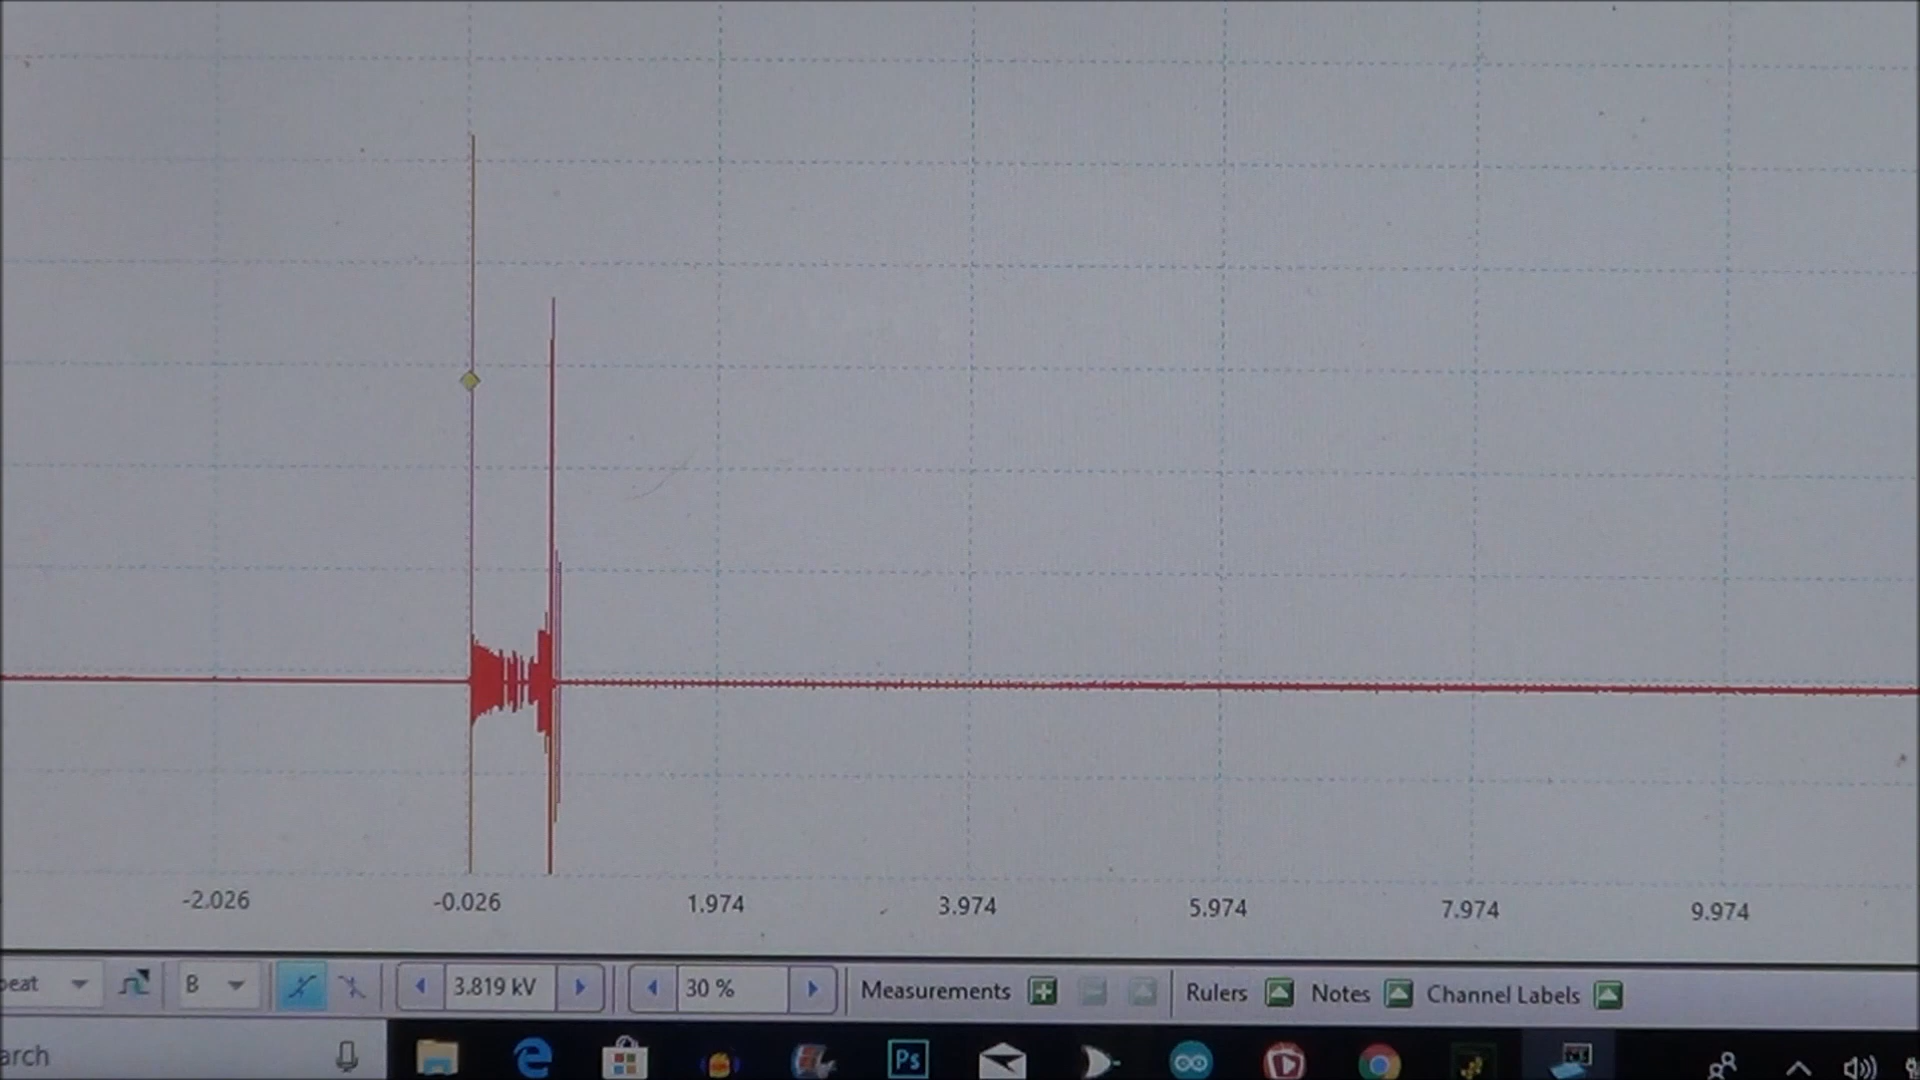 -2.026 -0.026 1.974 3.974 5.974 7.974 9.974
eat B 3.819 kV 30 % Measurements Rulers Notes Channel Labels
arch
Ps